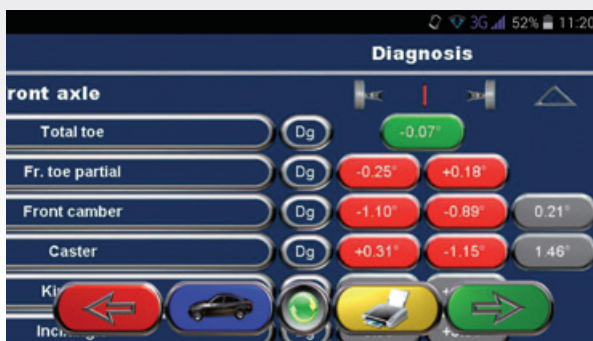 3G 52% 11:20
Diagnosis
ront axle
Total toe Dg -0.07°
Fr. toe partial Dg -0.25° +0.18°
Front camber Dg -1.10° -0.89° 0.21°
Caster Dg +0.31° -1.15° 1.46°